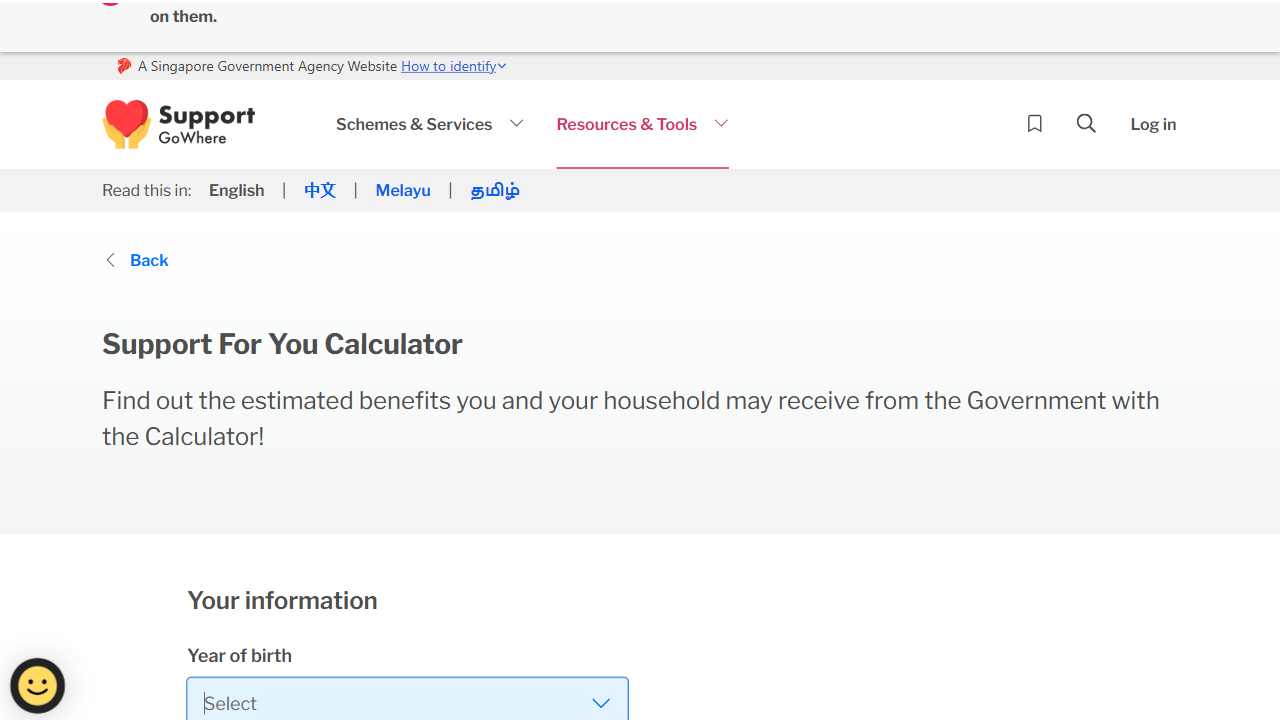 on them.
A Singapore Government Agency Website How to identify
Support
GoWhere
Schemes & Services
Resources & Tools
Log in
Read this in: English | 中文 | Melayu | தமிழ்
Back
Support For You Calculator
Find out the estimated benefits you and your household may receive from the Government with
the Calculator!
Your information
Year of birth
Select